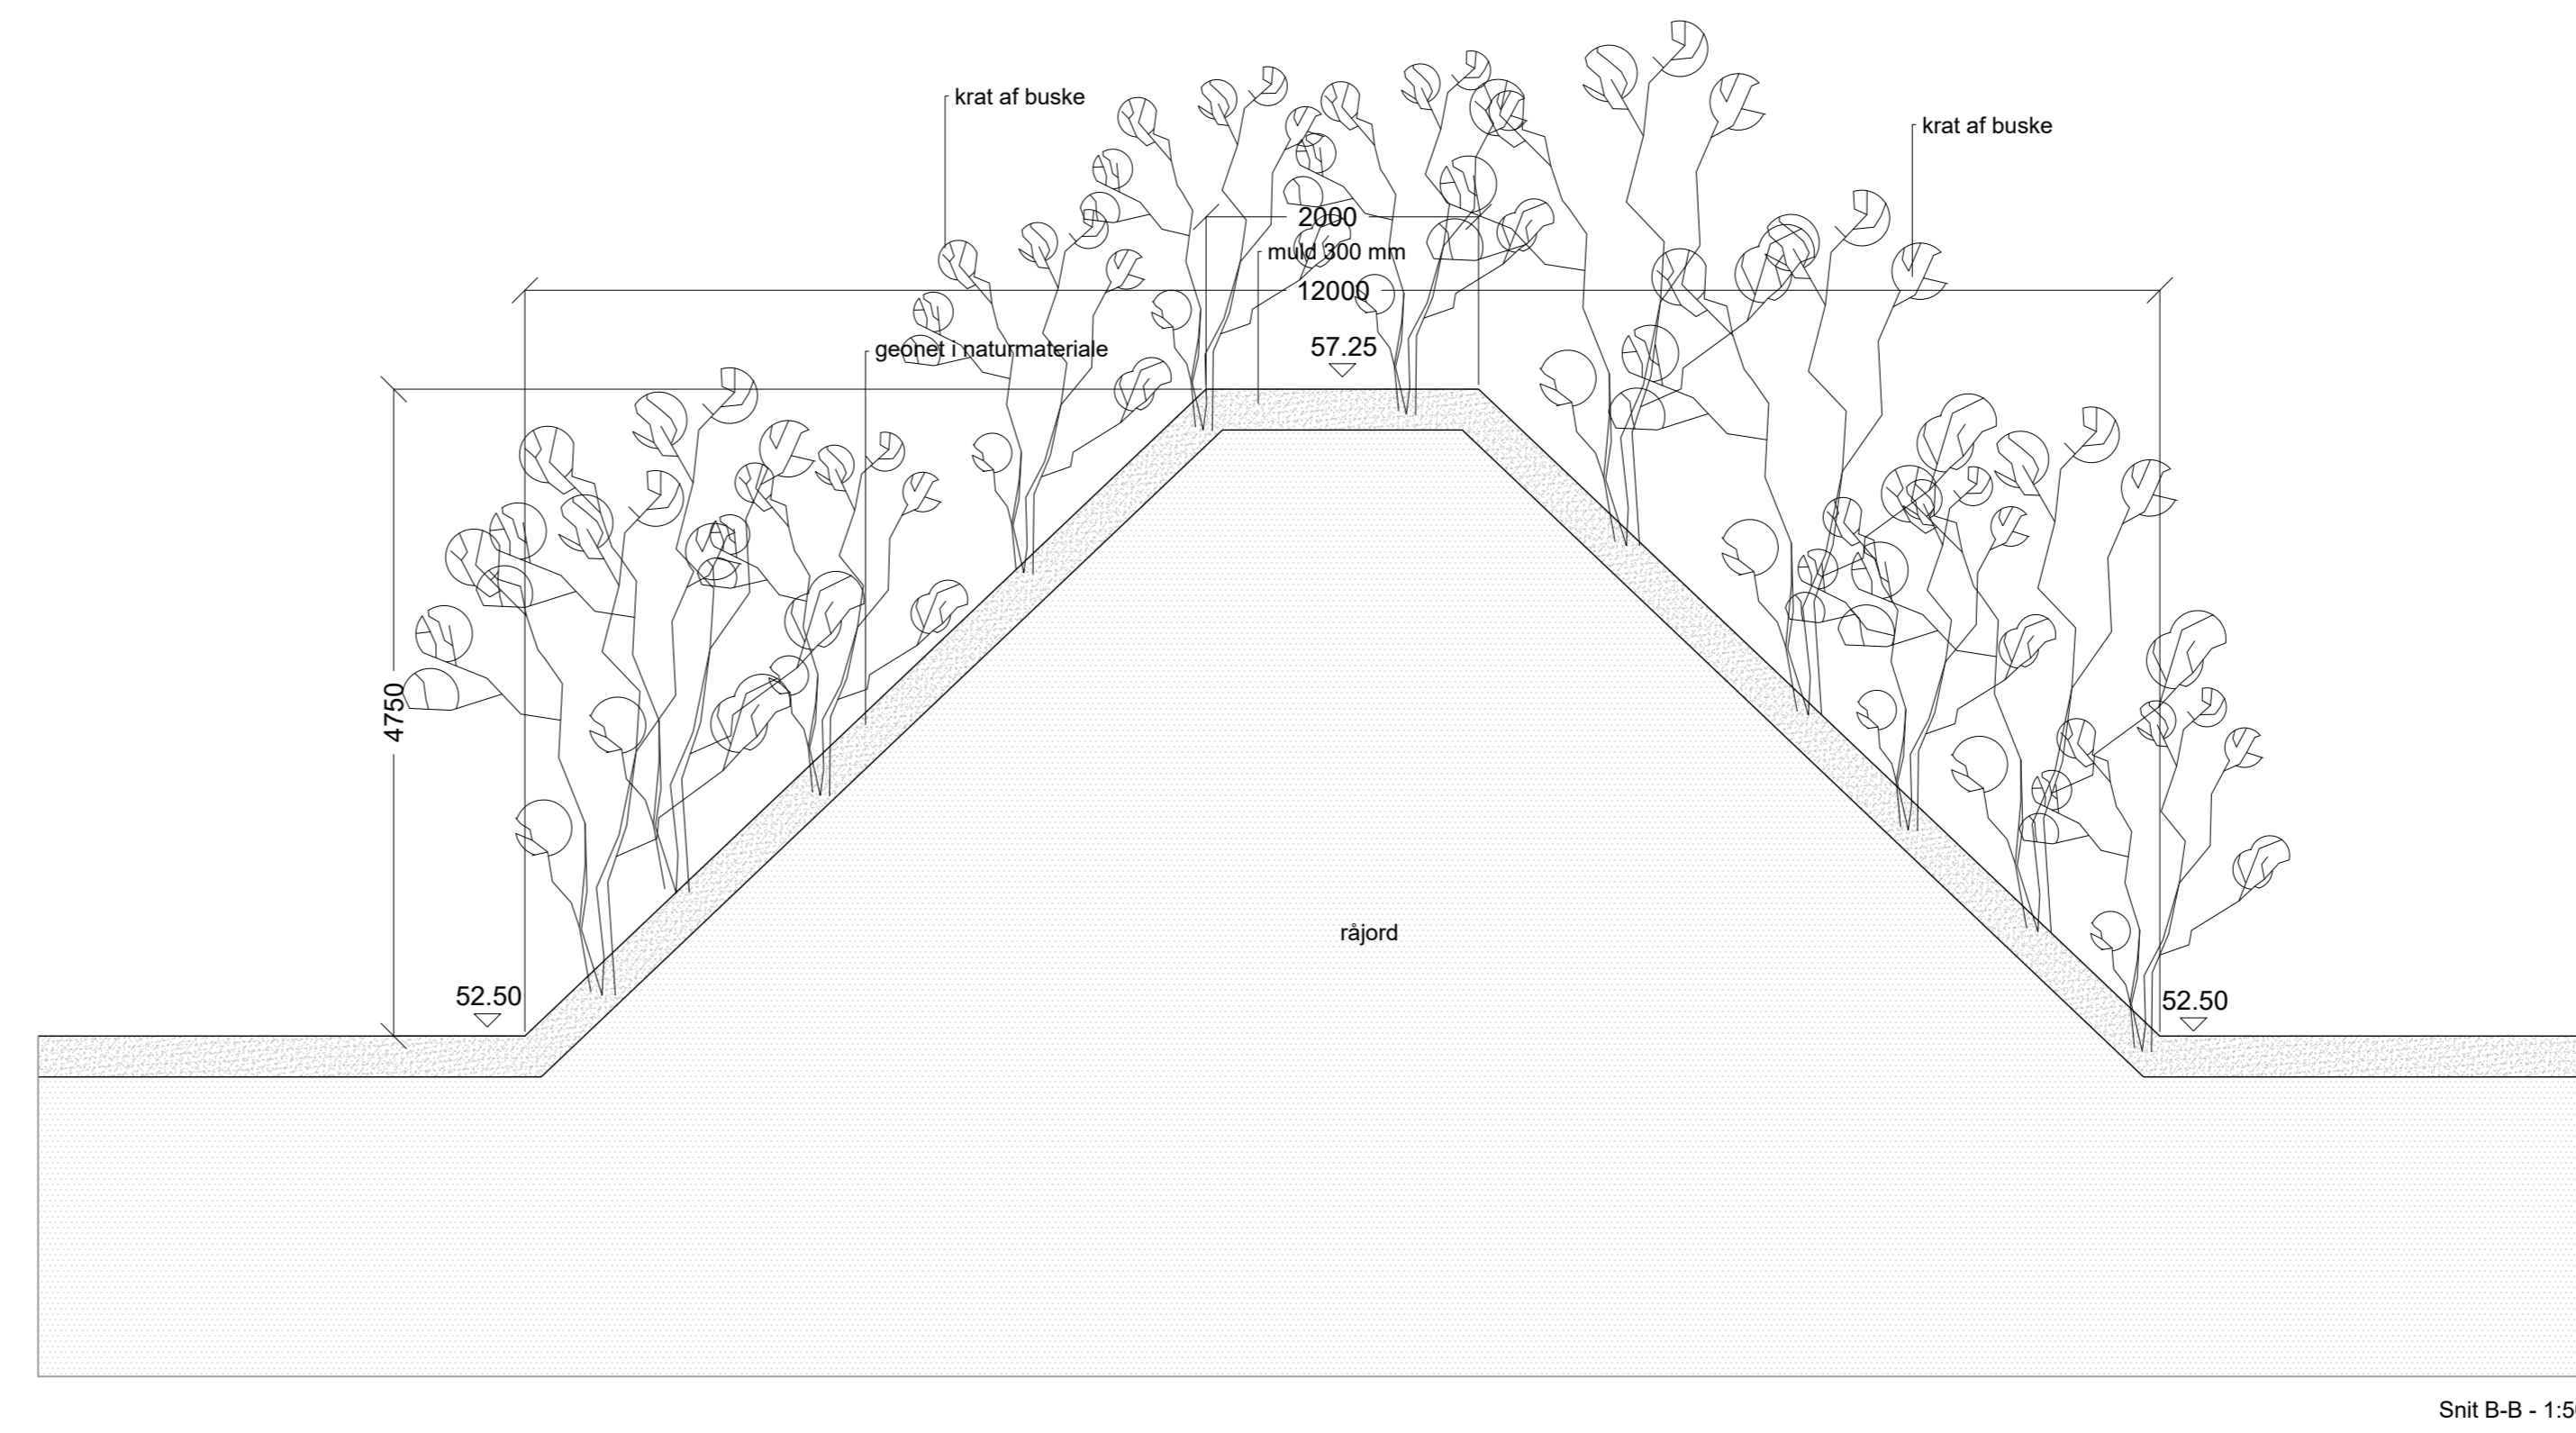 krat af buske
krat af buske
2000
muld 300 mm
12000
57.25
geonet i naturmateriale
4750
råjord
52.50
52.50
Snit B-B - 1:5